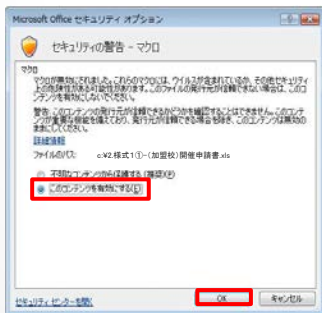 Microsoft Office セキュリティ オプション
セキュリティの警告 - マクロ
マクロ
マクロが無効にされました。これらのマクロには、ウイルスが含まれているか、その他セキュリティ
上の危険性がある可能性があります。このファイルの発行元が信頼できない場合は、このコ
ンテンツを有効にしないでください。
警告: このコンテンツの発行元が信頼できるかどうかを確認することはできません。このコンテ
ンツが重要な機能を備えており、発行元が信頼できる場合を除き、このコンテンツは無効の
ままにしてください。
詳細情報
ファイルのパス: c:¥2.様式1①-(加盟校)開催申請書.xls
不明なコンテンツから保護する (推奨)(P)
このコンテンツを有効にする(E)
セキュリティ センターを開く
OK
キャンセル